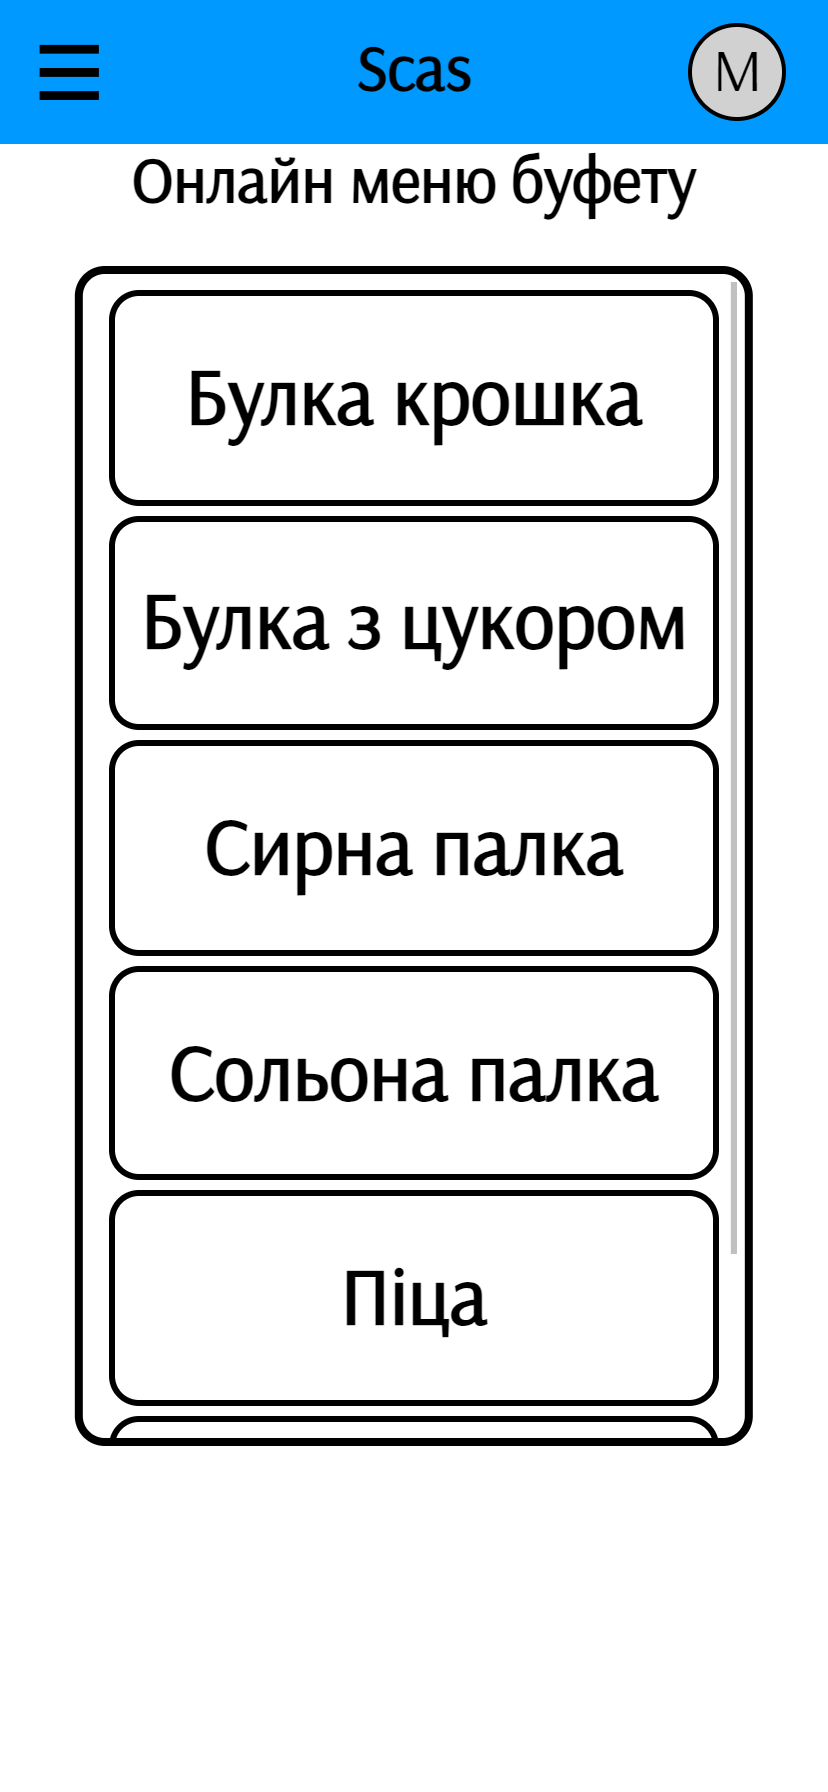 Scas
М
Онлайн меню буфету
Булка крошка
Булка з цукором
Сирна палка
Сольона палка
Піца